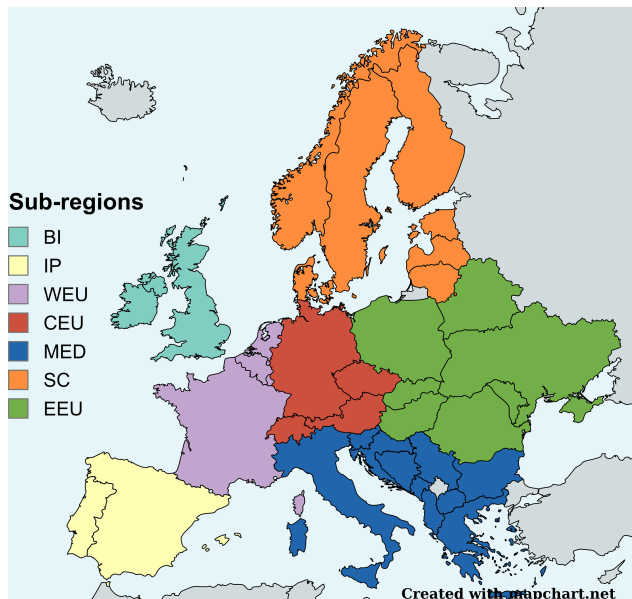 Sub-regions
BI
IP
WEU
CEU
MED
SC
EEU
Created with mapchart.net